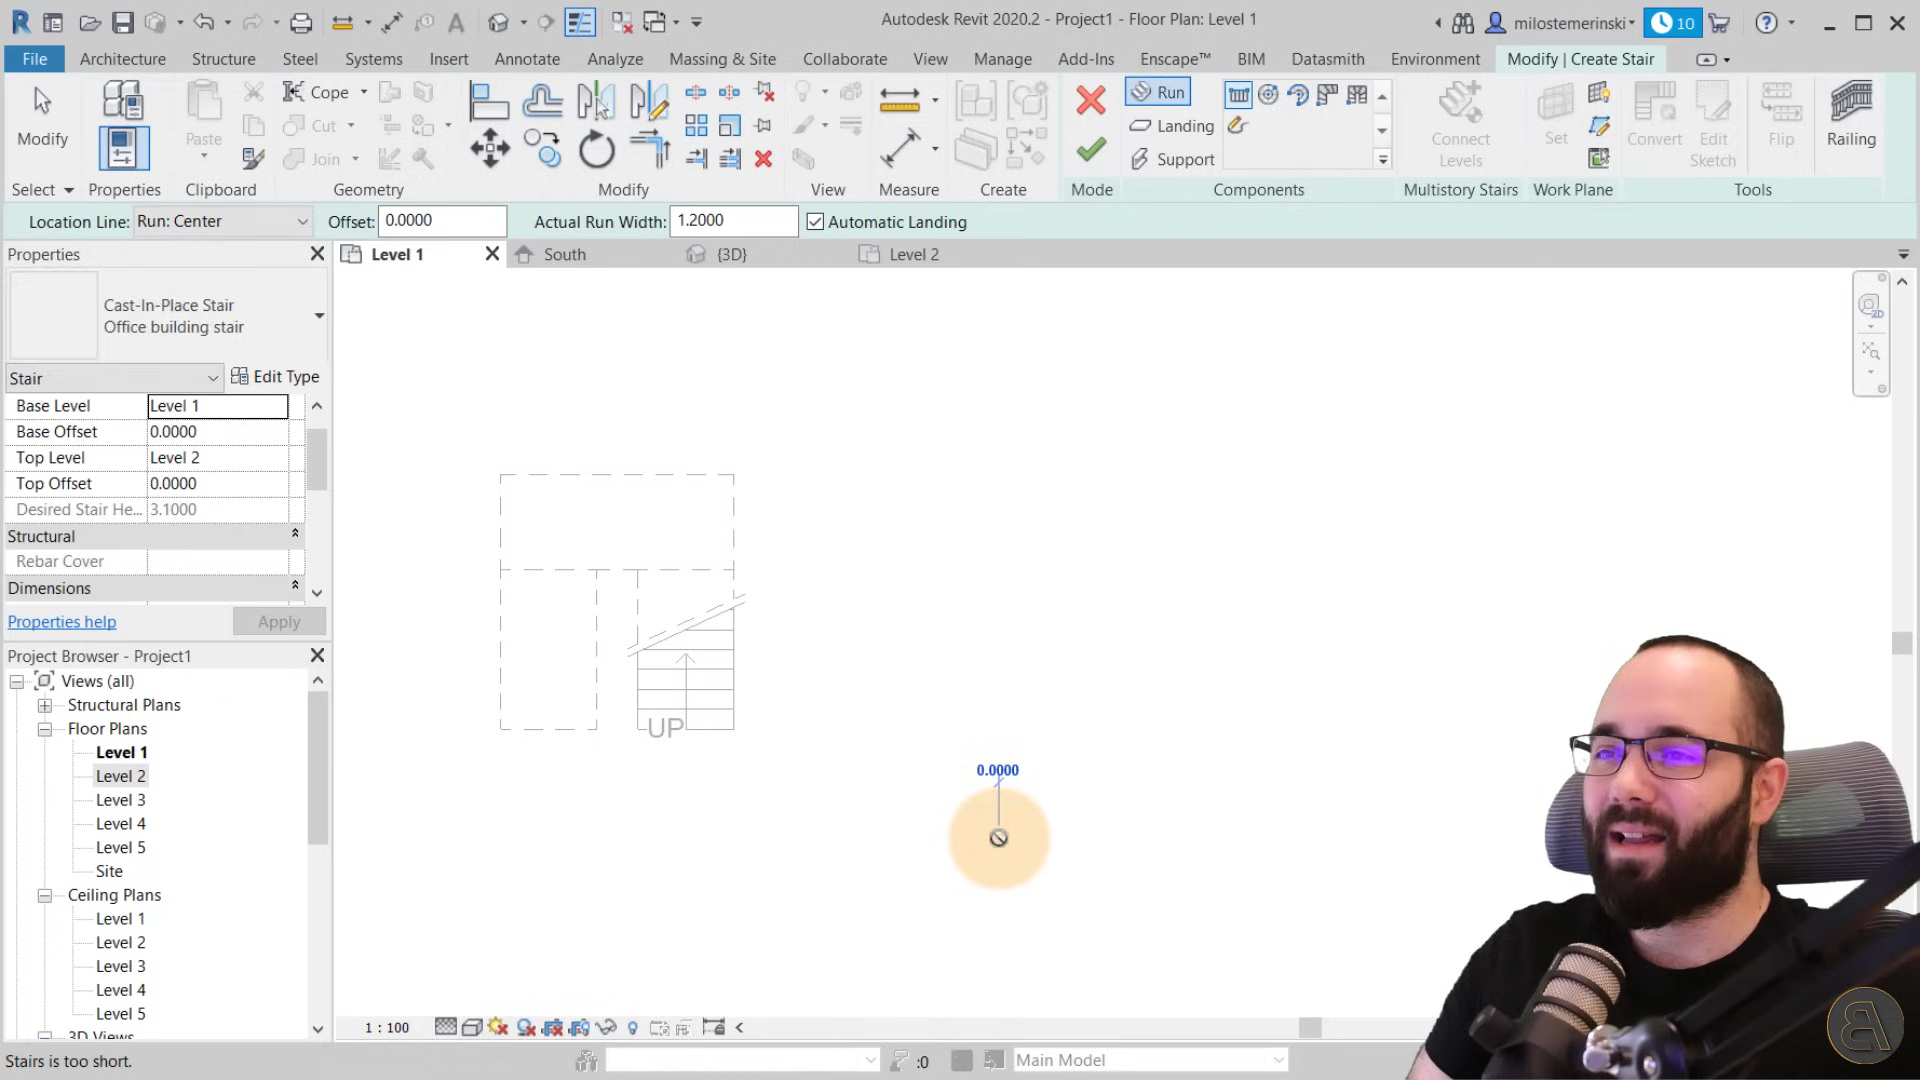 Autodesk Revit 2020.2 - Project1 - Floor Plan: Level 1
milostemerinski
10
File Architecture Structure Steel Systems Insert Annotate Analyze Massing & Site Collaborate View Manage Add-Ins Enscape™ BIM Datasmith Environment Modify | Create Stair
Modify
Paste
Cope
Cut
Join
Run
Landing
Support
Connect Levels
Set
Convert
Edit Sketch
Flip
Railing
Select Properties Clipboard Geometry Modify View Measure Create Mode Components Multistory Stairs Work Plane Tools
Location Line: Run: Center Offset: 0.0000 Actual Run Width: 1.2000 Automatic Landing
Properties
Level 1 South {3D} Level 2
Cast-In-Place Stair
Office building stair
Stair Edit Type
Base Level Level 1
Base Offset 0.0000
Top Level Level 2
Top Offset 0.0000
Desired Stair He... 3.1000
Structural
Rebar Cover
Dimensions
Properties help Apply
Project Browser - Project1
Views (all)
Structural Plans
Floor Plans
Level 1
Level 2
Level 3
Level 4
Level 5
Site
Ceiling Plans
Level 1
Level 2
Level 3
Level 4
Level 5
UP
0.0000
1 : 100
Stairs is too short.
:0
Main Model